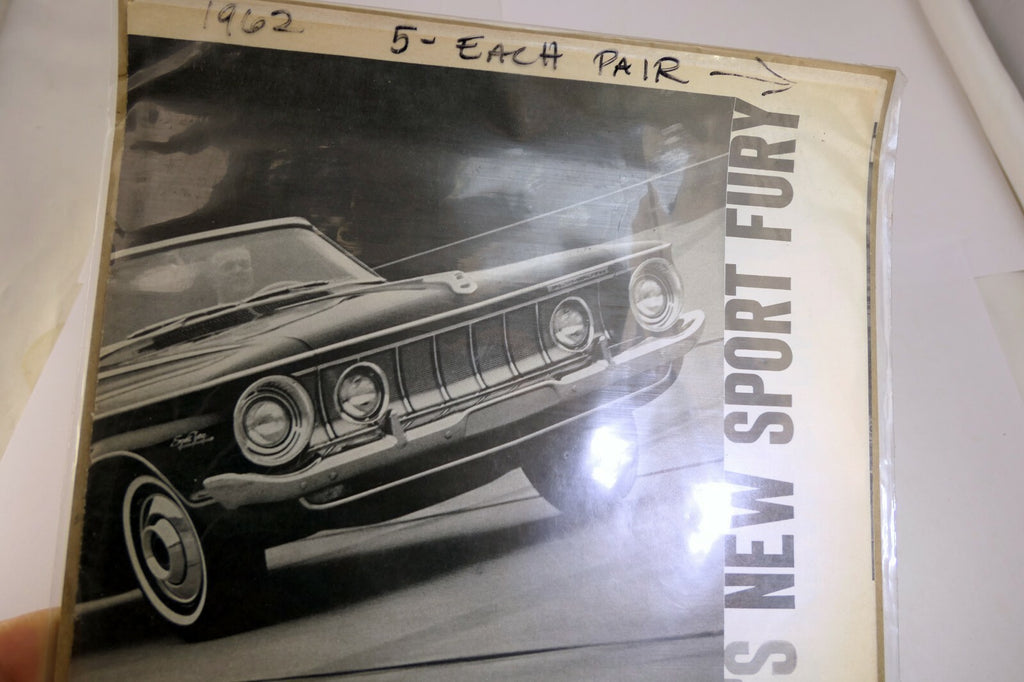 1962
5 - EACH PAIR →
S NEW SPORT FURY